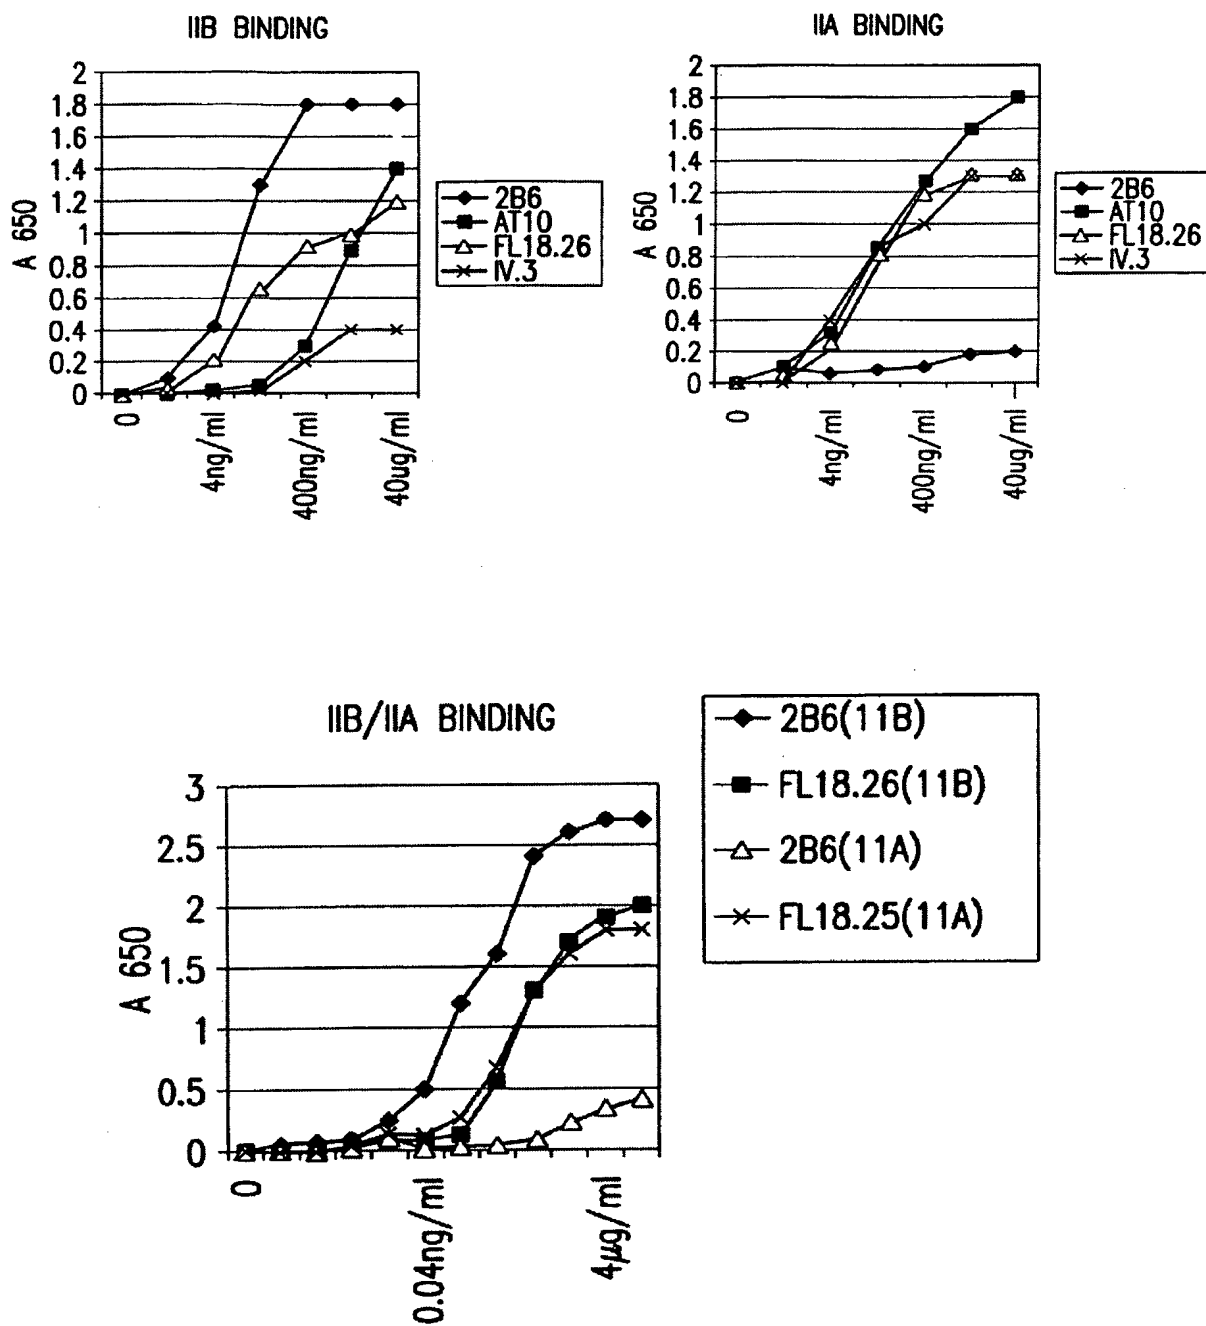 IIB BINDING
2
1.8
1.6
1.4
1.2
1
0.8
0.6
0.4
0.2
0
A 650
0
4ng/ml
400ng/ml
40ug/ml
2B6
AT10
FL18.26
IV.3
IIA BINDING
2
1.8
1.6
1.4
1.2
1
0.8
0.6
0.4
0.2
0
A 650
0
4ng/ml
400ng/ml
40ug/ml
2B6
AT10
FL18.26
IV.3
IIB/IIA BINDING
3
2.5
2
1.5
1
0.5
0
A 650
0
0.04ng/ml
4µg/ml
2B6(11B)
FL18.26(11B)
2B6(11A)
FL18.25(11A)